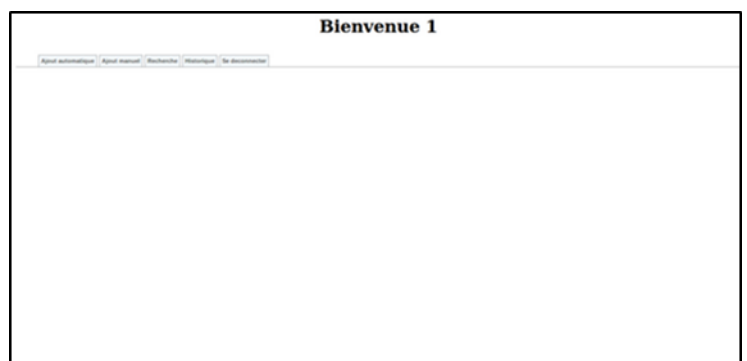 Bienvenue 1
Ajout automatique Ajout manuel Recherche Historique Se deconnecter